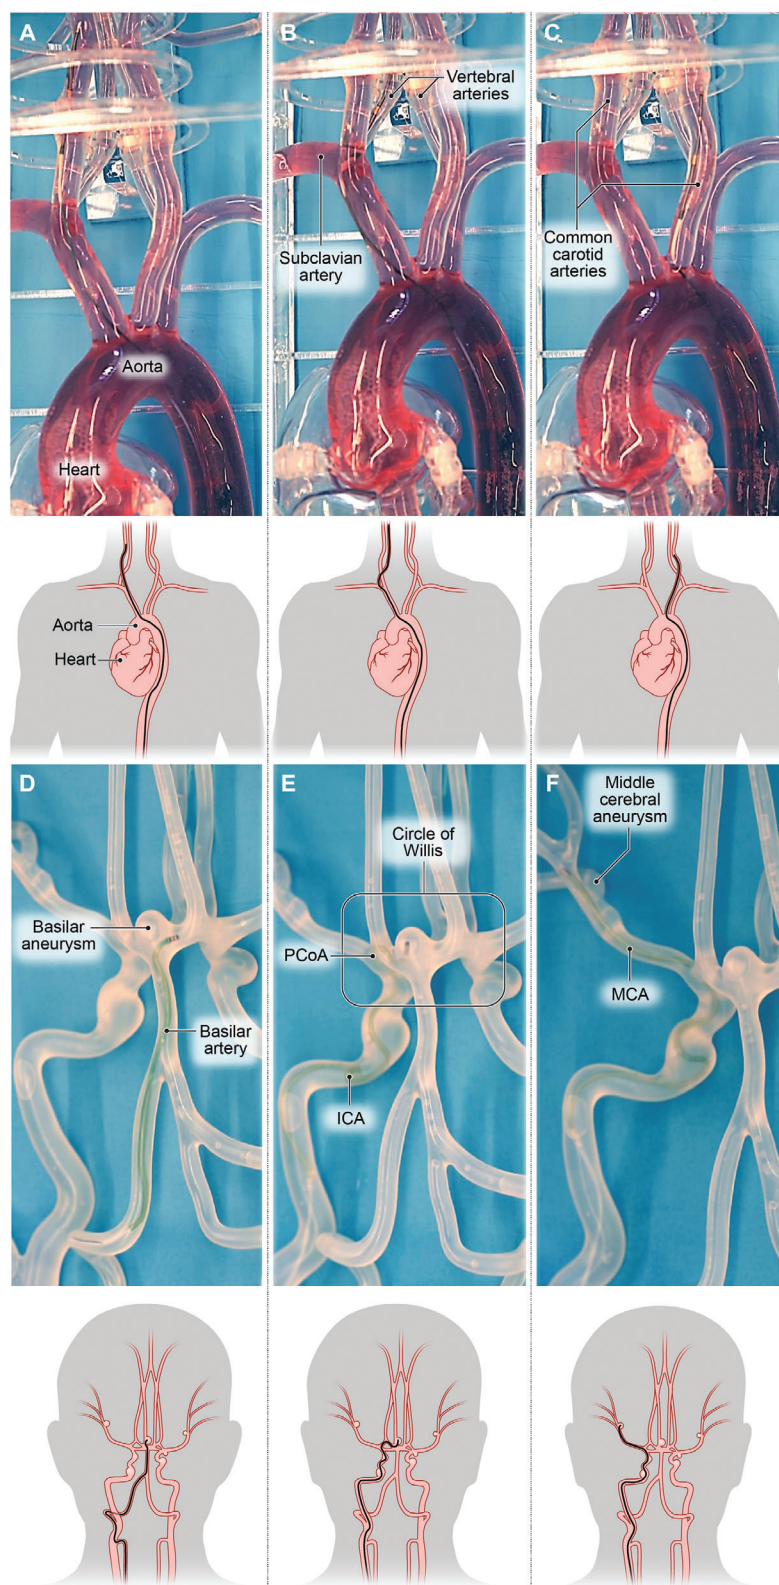 A
B
C
Vertebral
arteries
Subclavian
artery
Common
carotid
arteries
Aorta
Heart
Aorta
Heart
D
E
F
Middle
cerebral
aneurysm
Circle of
Willis
Basilar
aneurysm
PCoA
MCA
Basilar
artery
ICA